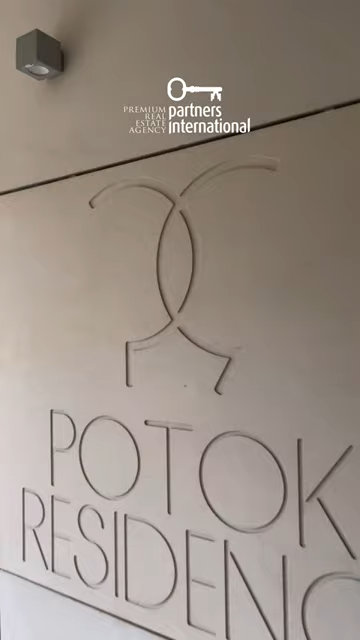 PREMIUM
REAL
ESTATE
AGENCY
partners
international
POTOK
RESIDENC